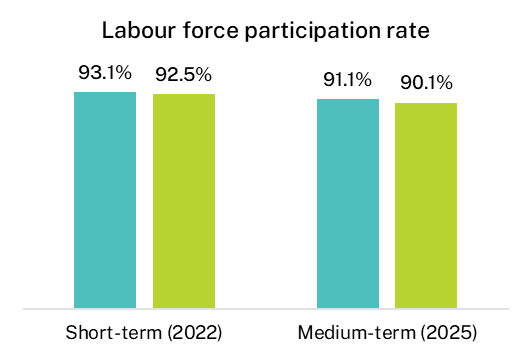 Labour force participation rate
93.1% 92.5%
91.1% 90.1%
Short-term (2022)
Medium-term (2025)